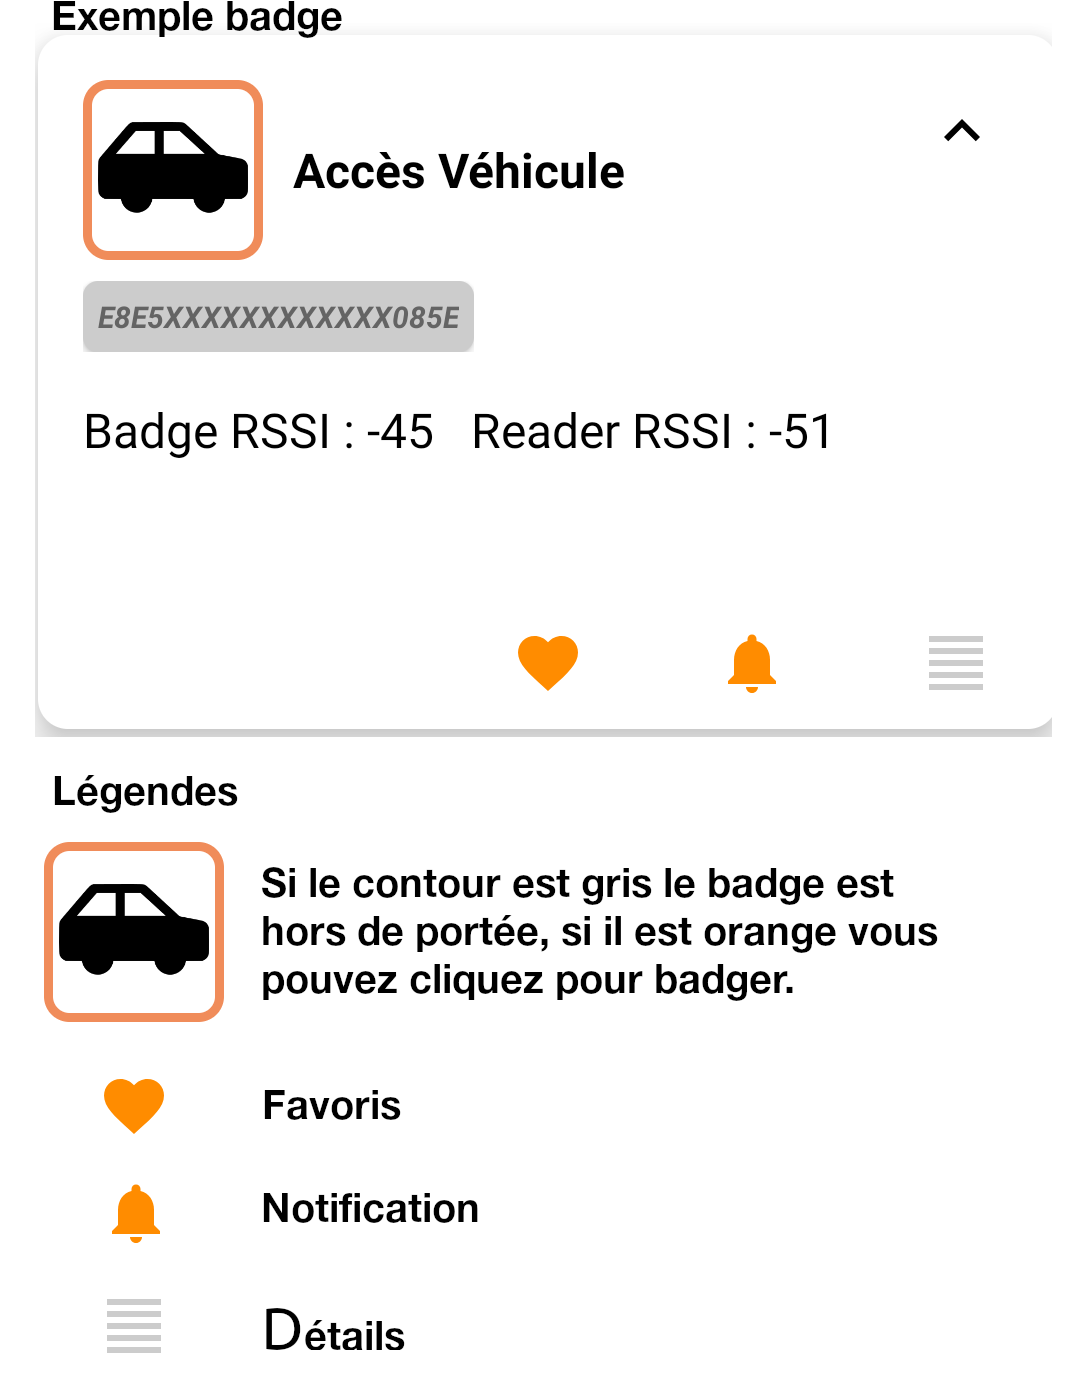 Exemple badge
Accès Véhicule
E8E5XXXXXXXXXXXX085E
Badge RSSI : -45 Reader RSSI : -51
Légendes
Si le contour est gris le badge est
hors de portée, si il est orange vous
pouvez cliquez pour badger.
Favoris
Notification
Détails